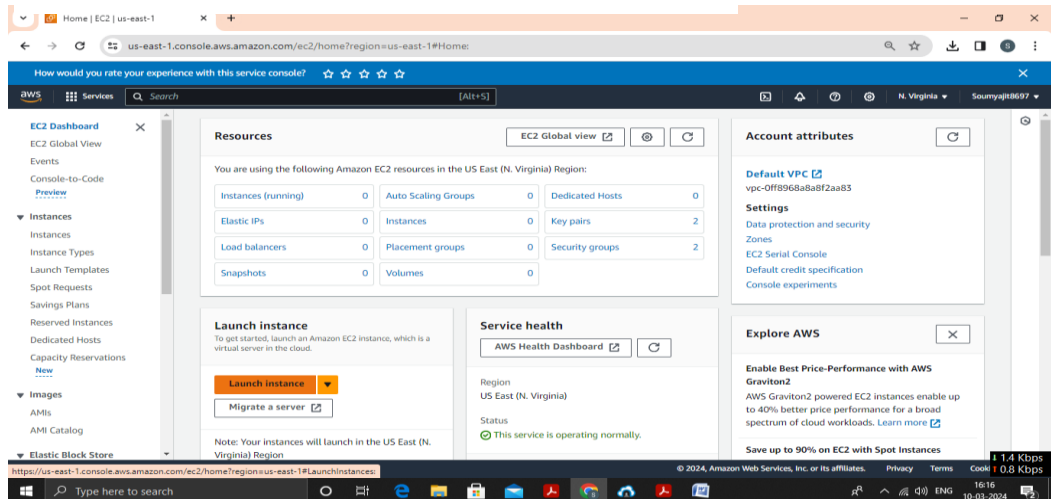 Home | EC2 | us-east-1
us-east-1.console.aws.amazon.com/ec2/home?region=us-east-1#Home:
S
How would you rate your experience with this service console?
aws Services Search [Alt+S] N. Virginia Soumyajit8697
EC2 Dashboard
EC2 Global View
Events
Console-to-Code
Preview
Instances
Instances
Instance Types
Launch Templates
Spot Requests
Savings Plans
Reserved Instances
Dedicated Hosts
Capacity Reservations
New
Images
AMIs
AMI Catalog
Elastic Block Store
Resources
EC2 Global view
You are using the following Amazon EC2 resources in the US East (N. Virginia) Region:
Instances (running) 0 Auto Scaling Groups 0 Dedicated Hosts 0
Elastic IPs 0 Instances 0 Key pairs 2
Load balancers 0 Placement groups 0 Security groups 2
Snapshots 0 Volumes 0
Launch instance
To get started, launch an Amazon EC2 instance, which is a
virtual server in the cloud.
Launch instance
Migrate a server
Note: Your instances will launch in the US East (N.
Virginia) Region
Service health
AWS Health Dashboard
Region
US East (N. Virginia)
Status
This service is operating normally.
Account attributes
Default VPC
vpc-0ff8968a8a8f2aa83
Settings
Data protection and security
Zones
EC2 Serial Console
Default credit specification
Console experiments
Explore AWS
Enable Best Price-Performance with AWS
Graviton2
AWS Graviton2 powered EC2 instances enable up
to 40% better price performance for a broad
spectrum of cloud workloads. Learn more
Save up to 90% on EC2 with Spot Instances
https://us-east-1.console.aws.amazon.com/ec2/home?region=us-east-1#LaunchInstances:
© 2024, Amazon Web Services, Inc. or its affiliates. Privacy Terms Cooki
1.4 Kbps
0.8 Kbps
Type here to search
ENG
16:16
10-03-2024
2